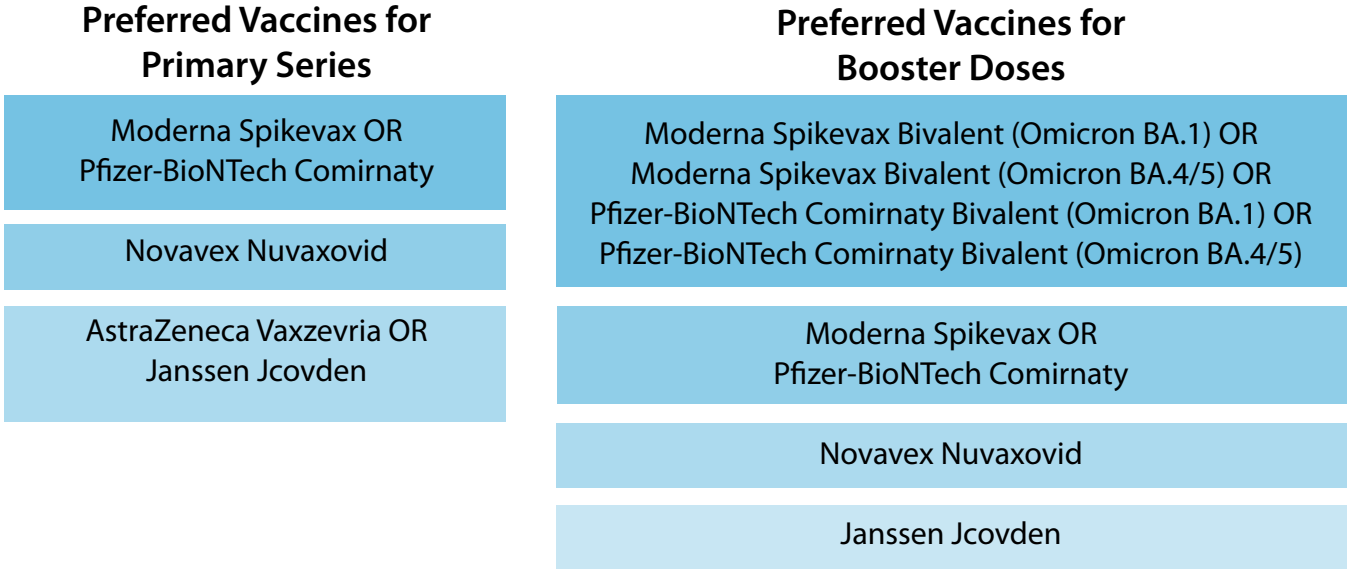 Preferred Vaccines for
Primary Series
Moderna Spikevax OR
Pfizer-BioNTech Comirnaty
Novavex Nuvaxovid
AstraZeneca Vaxzevria OR
Janssen Jcovden
Preferred Vaccines for
Booster Doses
Moderna Spikevax Bivalent (Omicron BA.1) OR
Moderna Spikevax Bivalent (Omicron BA.4/5) OR
Pfizer-BioNTech Comirnaty Bivalent (Omicron BA.1) OR
Pfizer-BioNTech Comirnaty Bivalent (Omicron BA.4/5)
Moderna Spikevax OR
Pfizer-BioNTech Comirnaty
Novavex Nuvaxovid
Janssen Jcovden